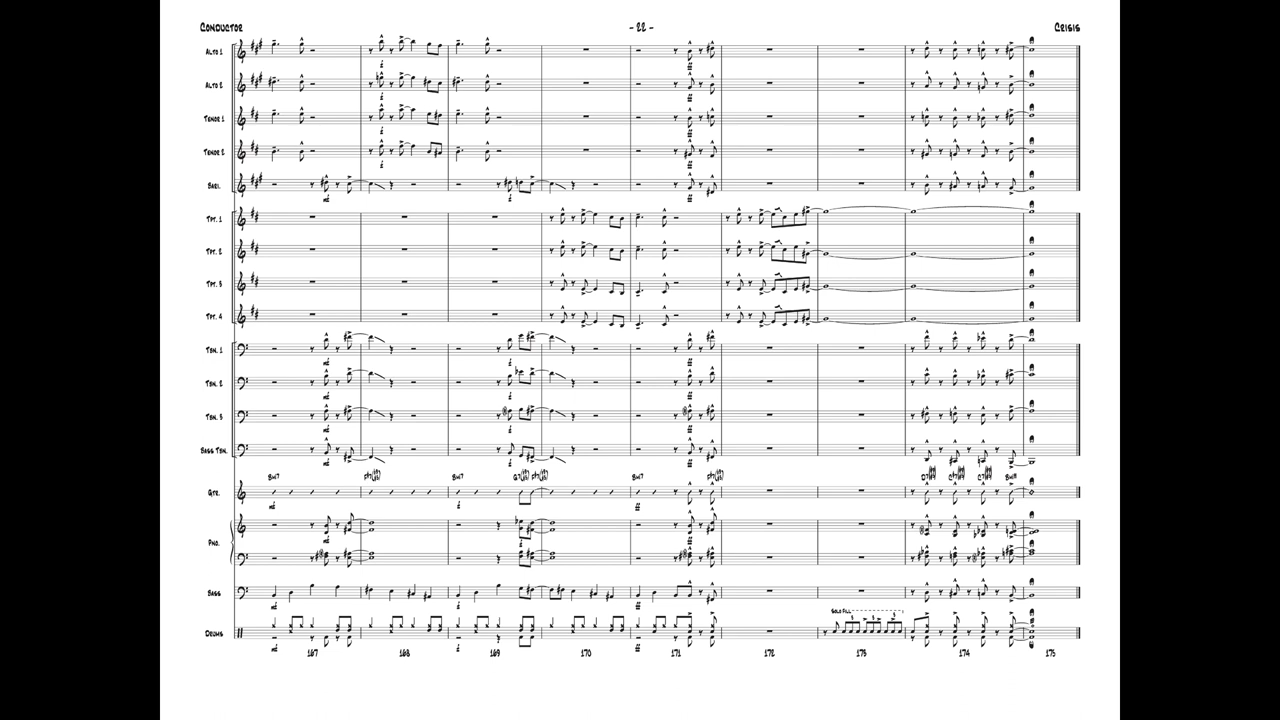 Conductor
- 22 -
Crisis
Alto 1
Alto 2
Tenor 1
Tenor 2
Bari.
Tpt. 1
Tpt. 2
Tpt. 3
Tpt. 4
Tbn. 1
Tbn. 2
Tbn. 3
Bass Tbn.
Gtr.
Pno.
Bass
Solo Fill
Drums
167 168 169 170 171 172 173 174 175